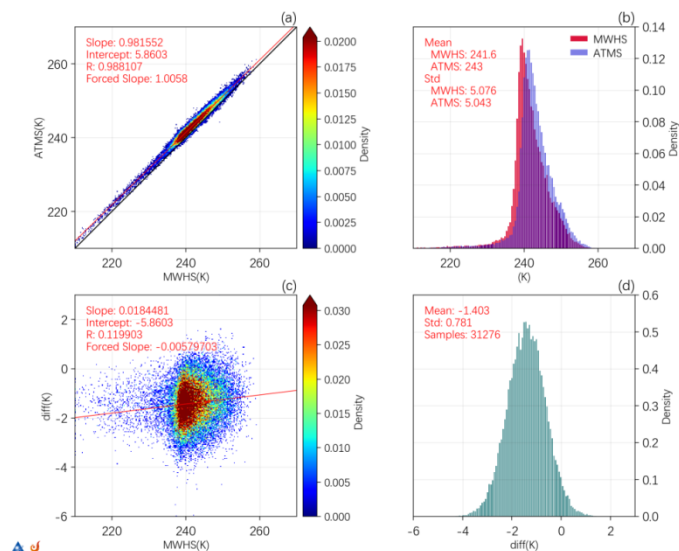 (a)
Slope: 0.981552
Intercept: 5.8603
R: 0.988107
Forced Slope: 1.0058
260
240
220
ATMS(K)
220
240
260
MWHS(K)
0.0200
0.0175
0.0150
0.0125
0.0100
0.0075
0.0050
0.0025
0.0000
Density
(b)
Mean
MWHS: 241.6
ATMS: 243
Std
MWHS: 5.076
ATMS: 5.043
MWHS
ATMS
0.14
0.12
0.10
0.08
0.06
0.04
0.02
0.00
Density
220
240
260
(K)
(c)
Slope: 0.0184481
Intercept: -5.8603
R: 0.119903
Forced Slope: -0.00579703
2
0
-2
-4
-6
diff(K)
220
240
260
MWHS(K)
0.030
0.025
0.020
0.015
0.010
0.005
0.000
Density
(d)
Mean: -1.403
Std: 0.781
Samples: 31276
0.6
0.5
0.4
0.3
0.2
0.1
0.0
Density
-6
-4
-2
0
2
diff(K)